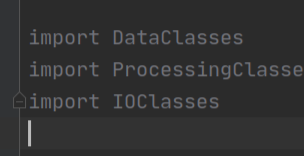 import DataClasses
import ProcessingClasse
import IOClasses